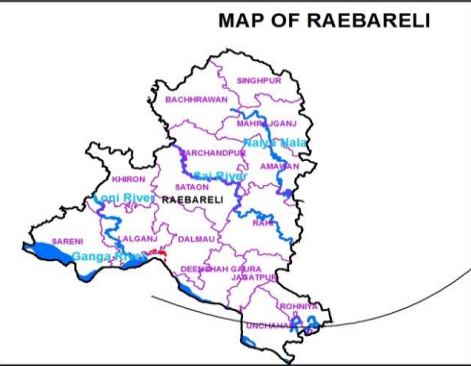 MAP OF RAEBARELI
SINGHPUR
BACHHRAWAN
MAHRAJGANJ
Naiya Nala
HARCHANDPUR
AMAWAN
Sai River
KHIRON
SATAON
Loni River
RAEBARELI
RAHI
SARENI
LALGANJ
DALMAU
Ganga River
DEENSHAH GAURA
JAGATPUR
ROHNIYA
UNCHAHAR